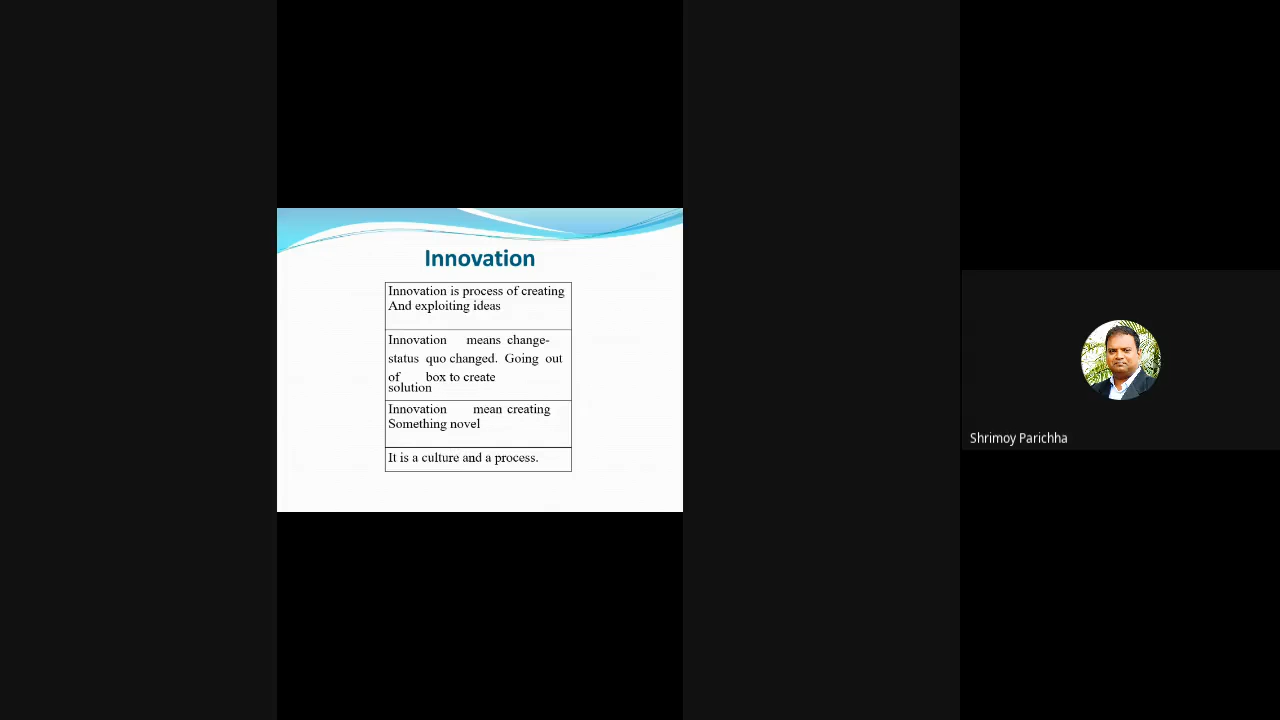 Innovation
Innovation is process of creating
And exploiting ideas
Innovation means change-
status quo changed. Going out
of box to create
solution
Innovation mean creating
Something novel
It is a culture and a process.
Shrimoy Parichha